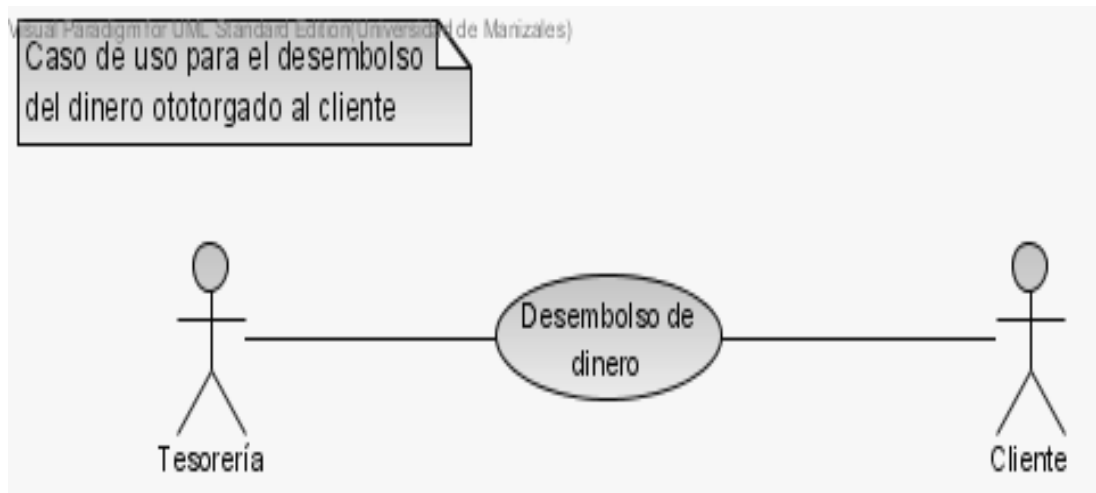 Visual Paradigm for UML Standard Edition(Universidad de Manizales)
Caso de uso para el desembolso
del dinero ototorgado al cliente
Desembolso de
dinero
Tesorería
Cliente